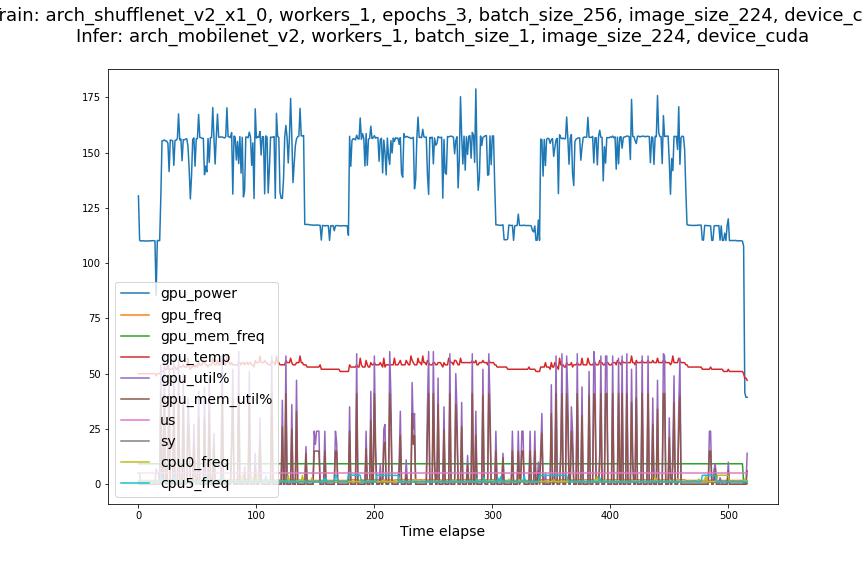 rain: arch_shufflenet_v2_x1_0, workers_1, epochs_3, batch_size_256, image_size_224, device_c
Infer: arch_mobilenet_v2, workers_1, batch_size_1, image_size_224, device_cuda
175
150
125
100
75
50
25
0
gpu_power
gpu_freq
gpu_mem_freq
gpu_temp
gpu_util%
gpu_mem_util%
us
sy
cpu0_freq
cpu5_freq
0 100 200 300 400 500
Time elapse